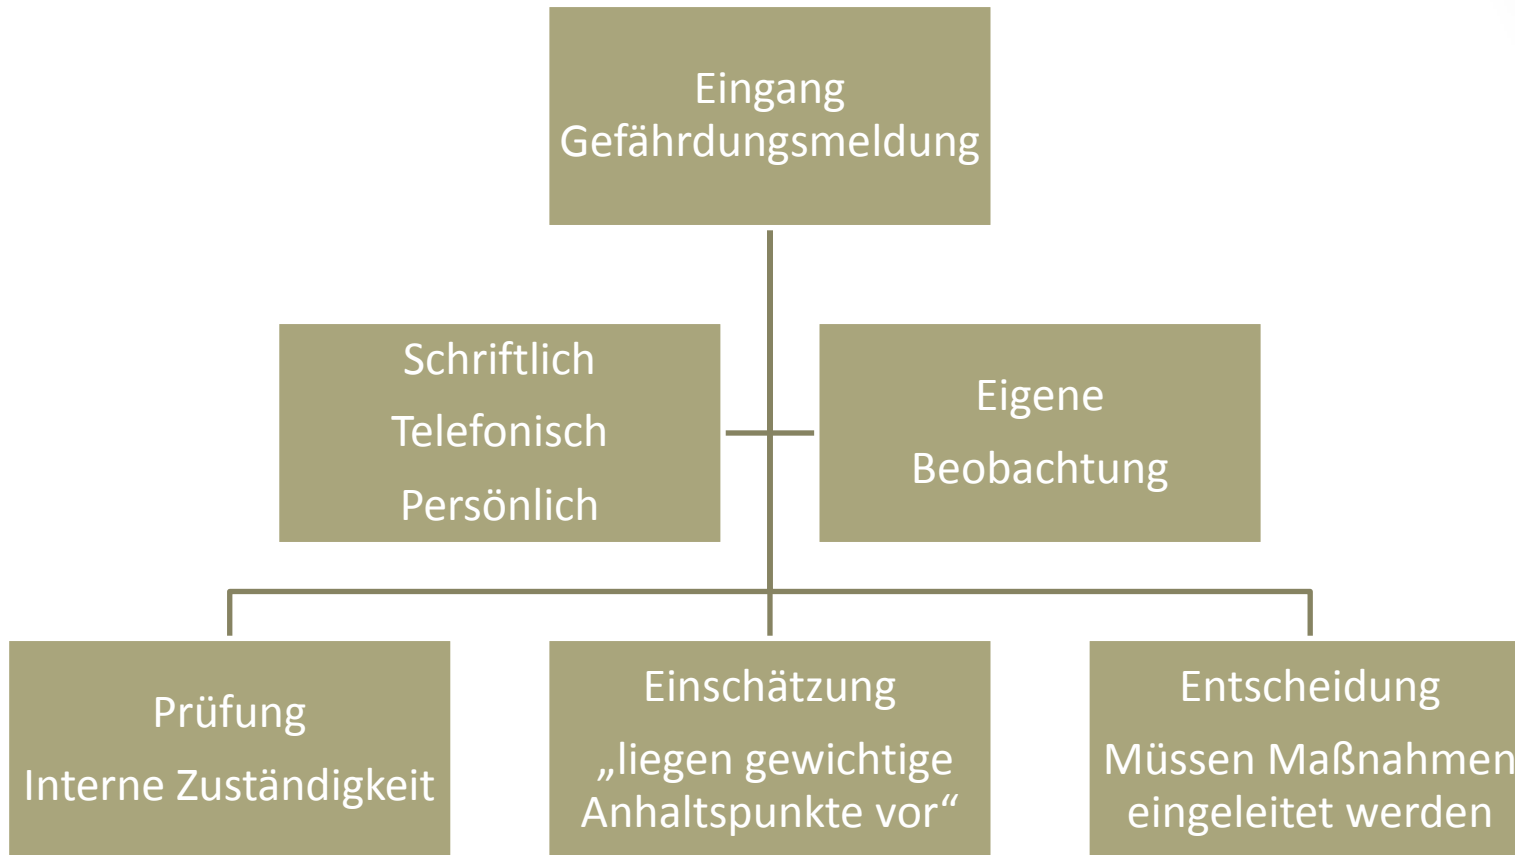 Eingang
Gefährdungsmeldung
Schriftlich
Telefonisch
Persönlich
Eigene
Beobachtung
Prüfung
Interne Zuständigkeit
Einschätzung
„liegen gewichtige
Anhaltspunkte vor“
Entscheidung
Müssen Maßnahmen
eingeleitet werden